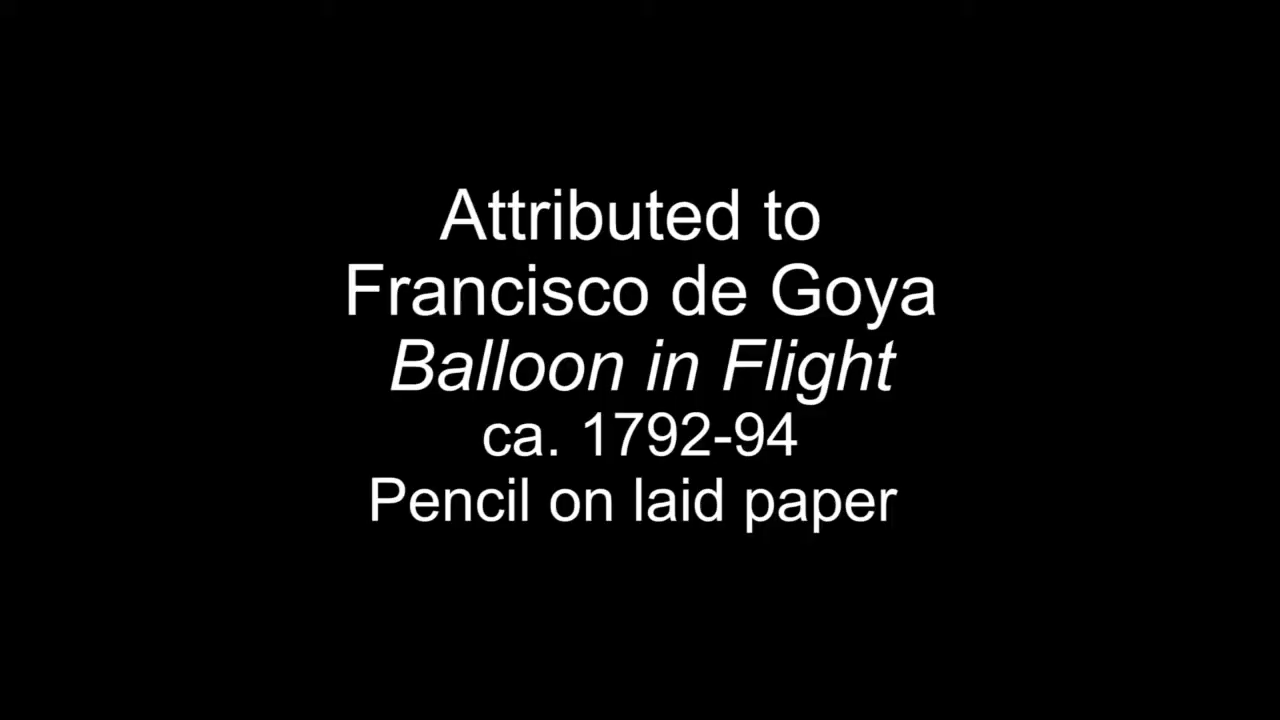 Attributed to
Francisco de Goya
Balloon in Flight
ca. 1792-94
Pencil on laid paper